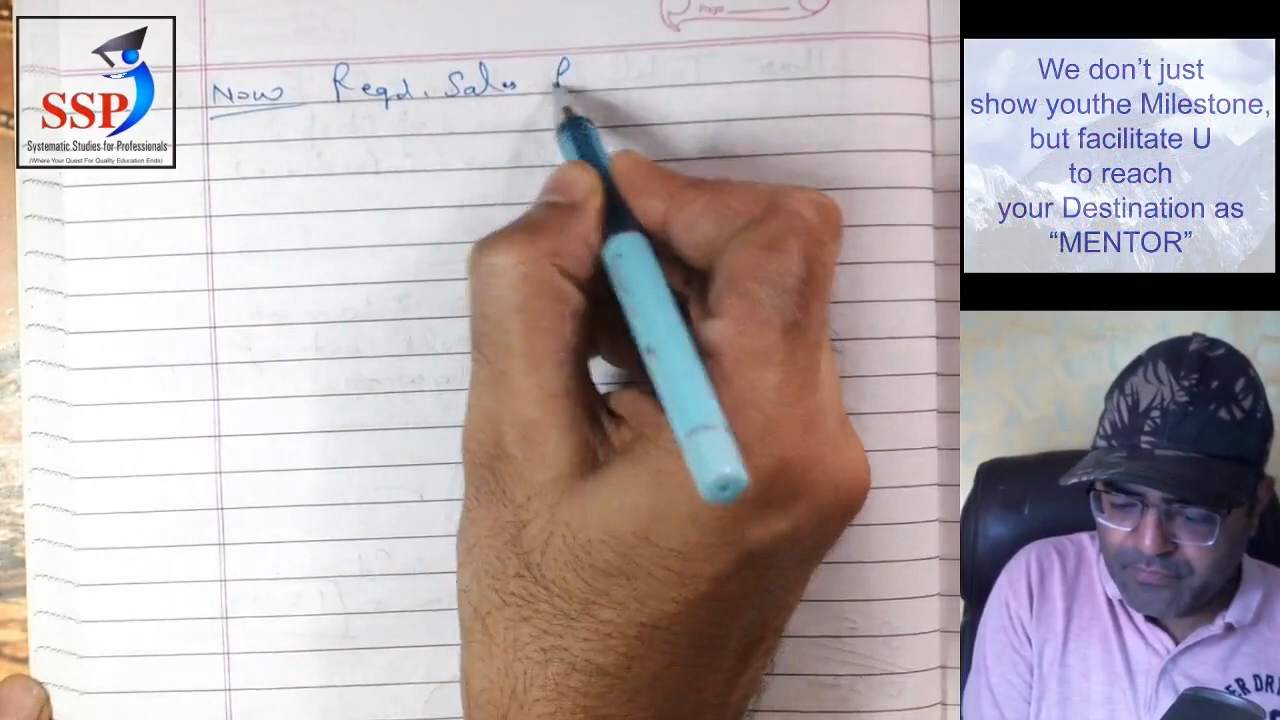 Page
Now Reqd. Sales
SSP
Systematic Studies for Professionals
(Where Your Quest For Quality Education Ends)
We don't just
show youthe Milestone,
but facilitate U
to reach
your Destination as
“MENTOR”